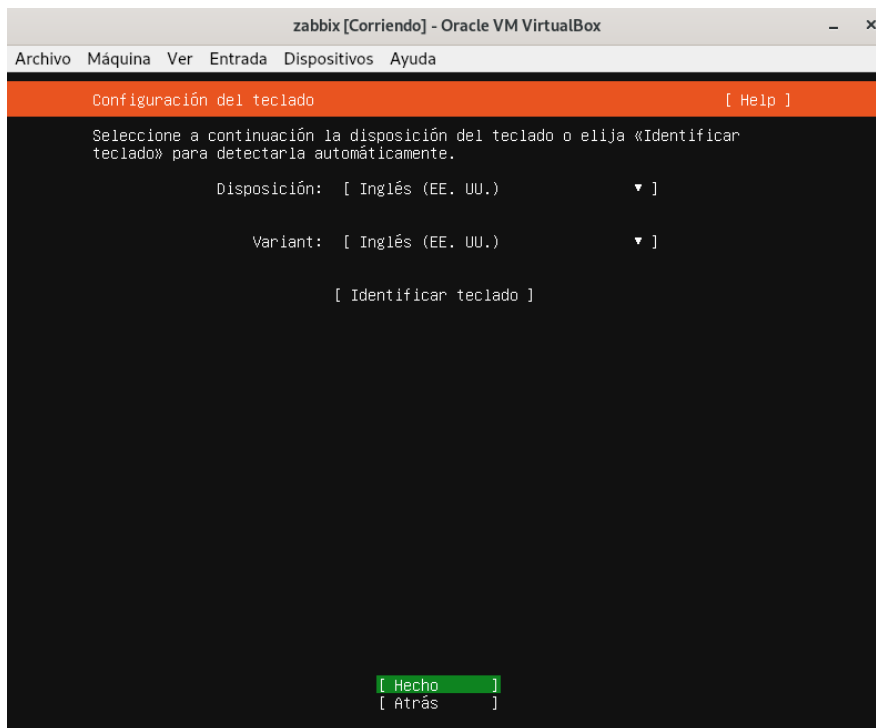 zabbix [Corriendo] - Oracle VM VirtualBox
Archivo Máquina Ver Entrada Dispositivos Ayuda
Configuración del teclado [ Help ]
Seleccione a continuación la disposición del teclado o elija «Identificar
teclado» para detectarla automáticamente.
Disposición: [ Inglés (EE. UU.) ▾ ]
Variant: [ Inglés (EE. UU.) ▾ ]
[ Identificar teclado ]
[ Hecho ]
[ Atrás ]